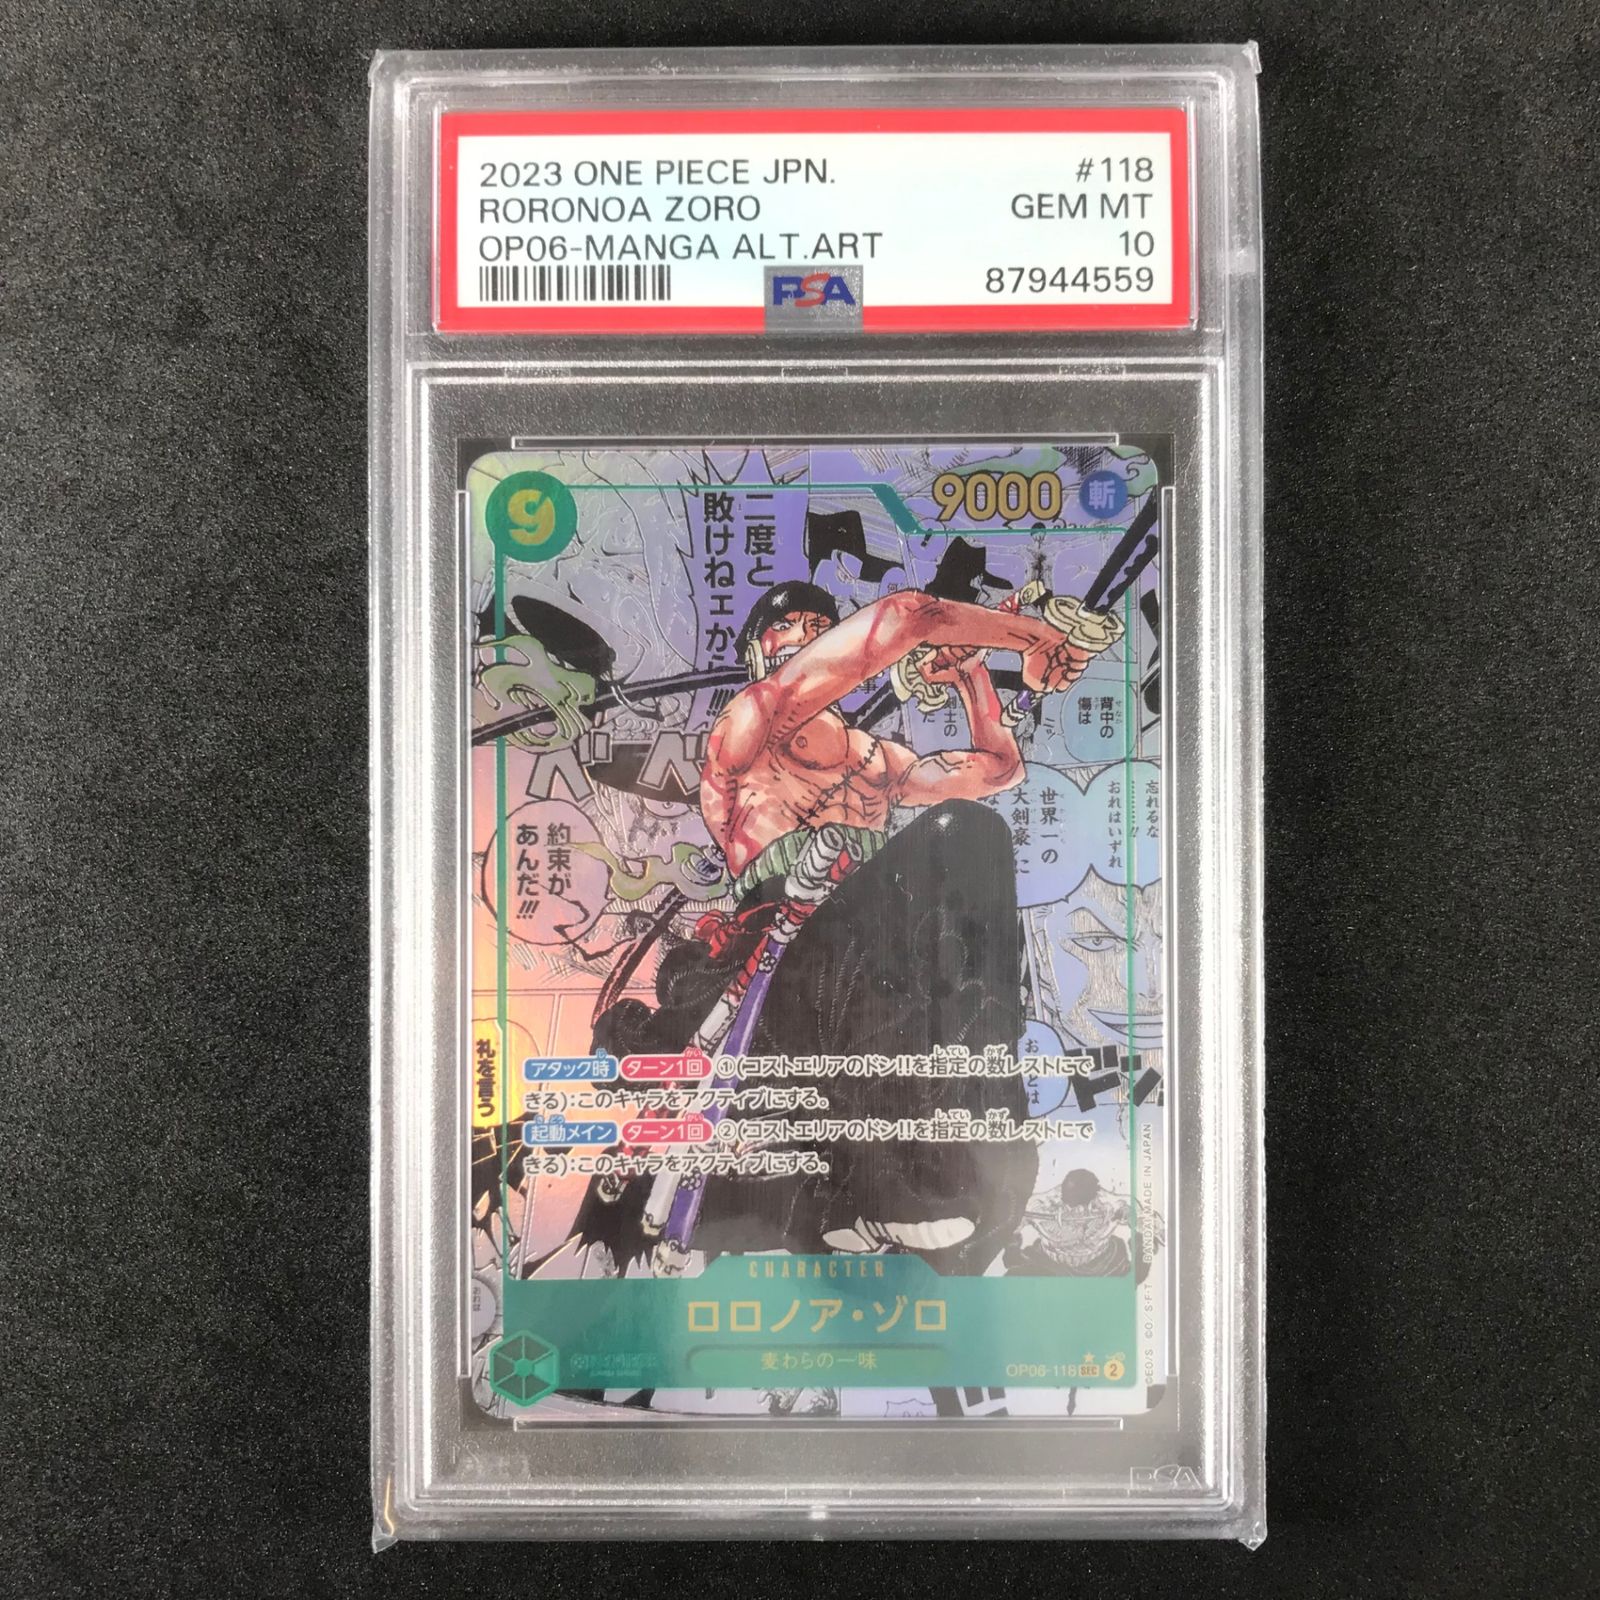 2023 ONE PIECE JPN. #118
RORONOA ZORO GEM MT
OP06-MANGA ALT.ART 10
PSA 87944559
9 9000 斬
二度と
敗けねェから!!!!
背中の
傷は
世界一の
大剣豪に
忘れるな
おれはいずれ
約束が
あんだ!!!
礼を言う
アタック時 ターン1回 ①(コストエリアのドン!!を指定の数レストにで
きる):このキャラをアクティブにする。
起動メイン ターン1回 ②(コストエリアのドン!!を指定の数レストにで
きる):このキャラをアクティブにする。
CHARACTER
ロロノア・ゾロ
麦わらの一味
OP06-118 SEC 2
©E.O/S. ©O./S.F.T BANDAI MADE IN JAPAN
PSA